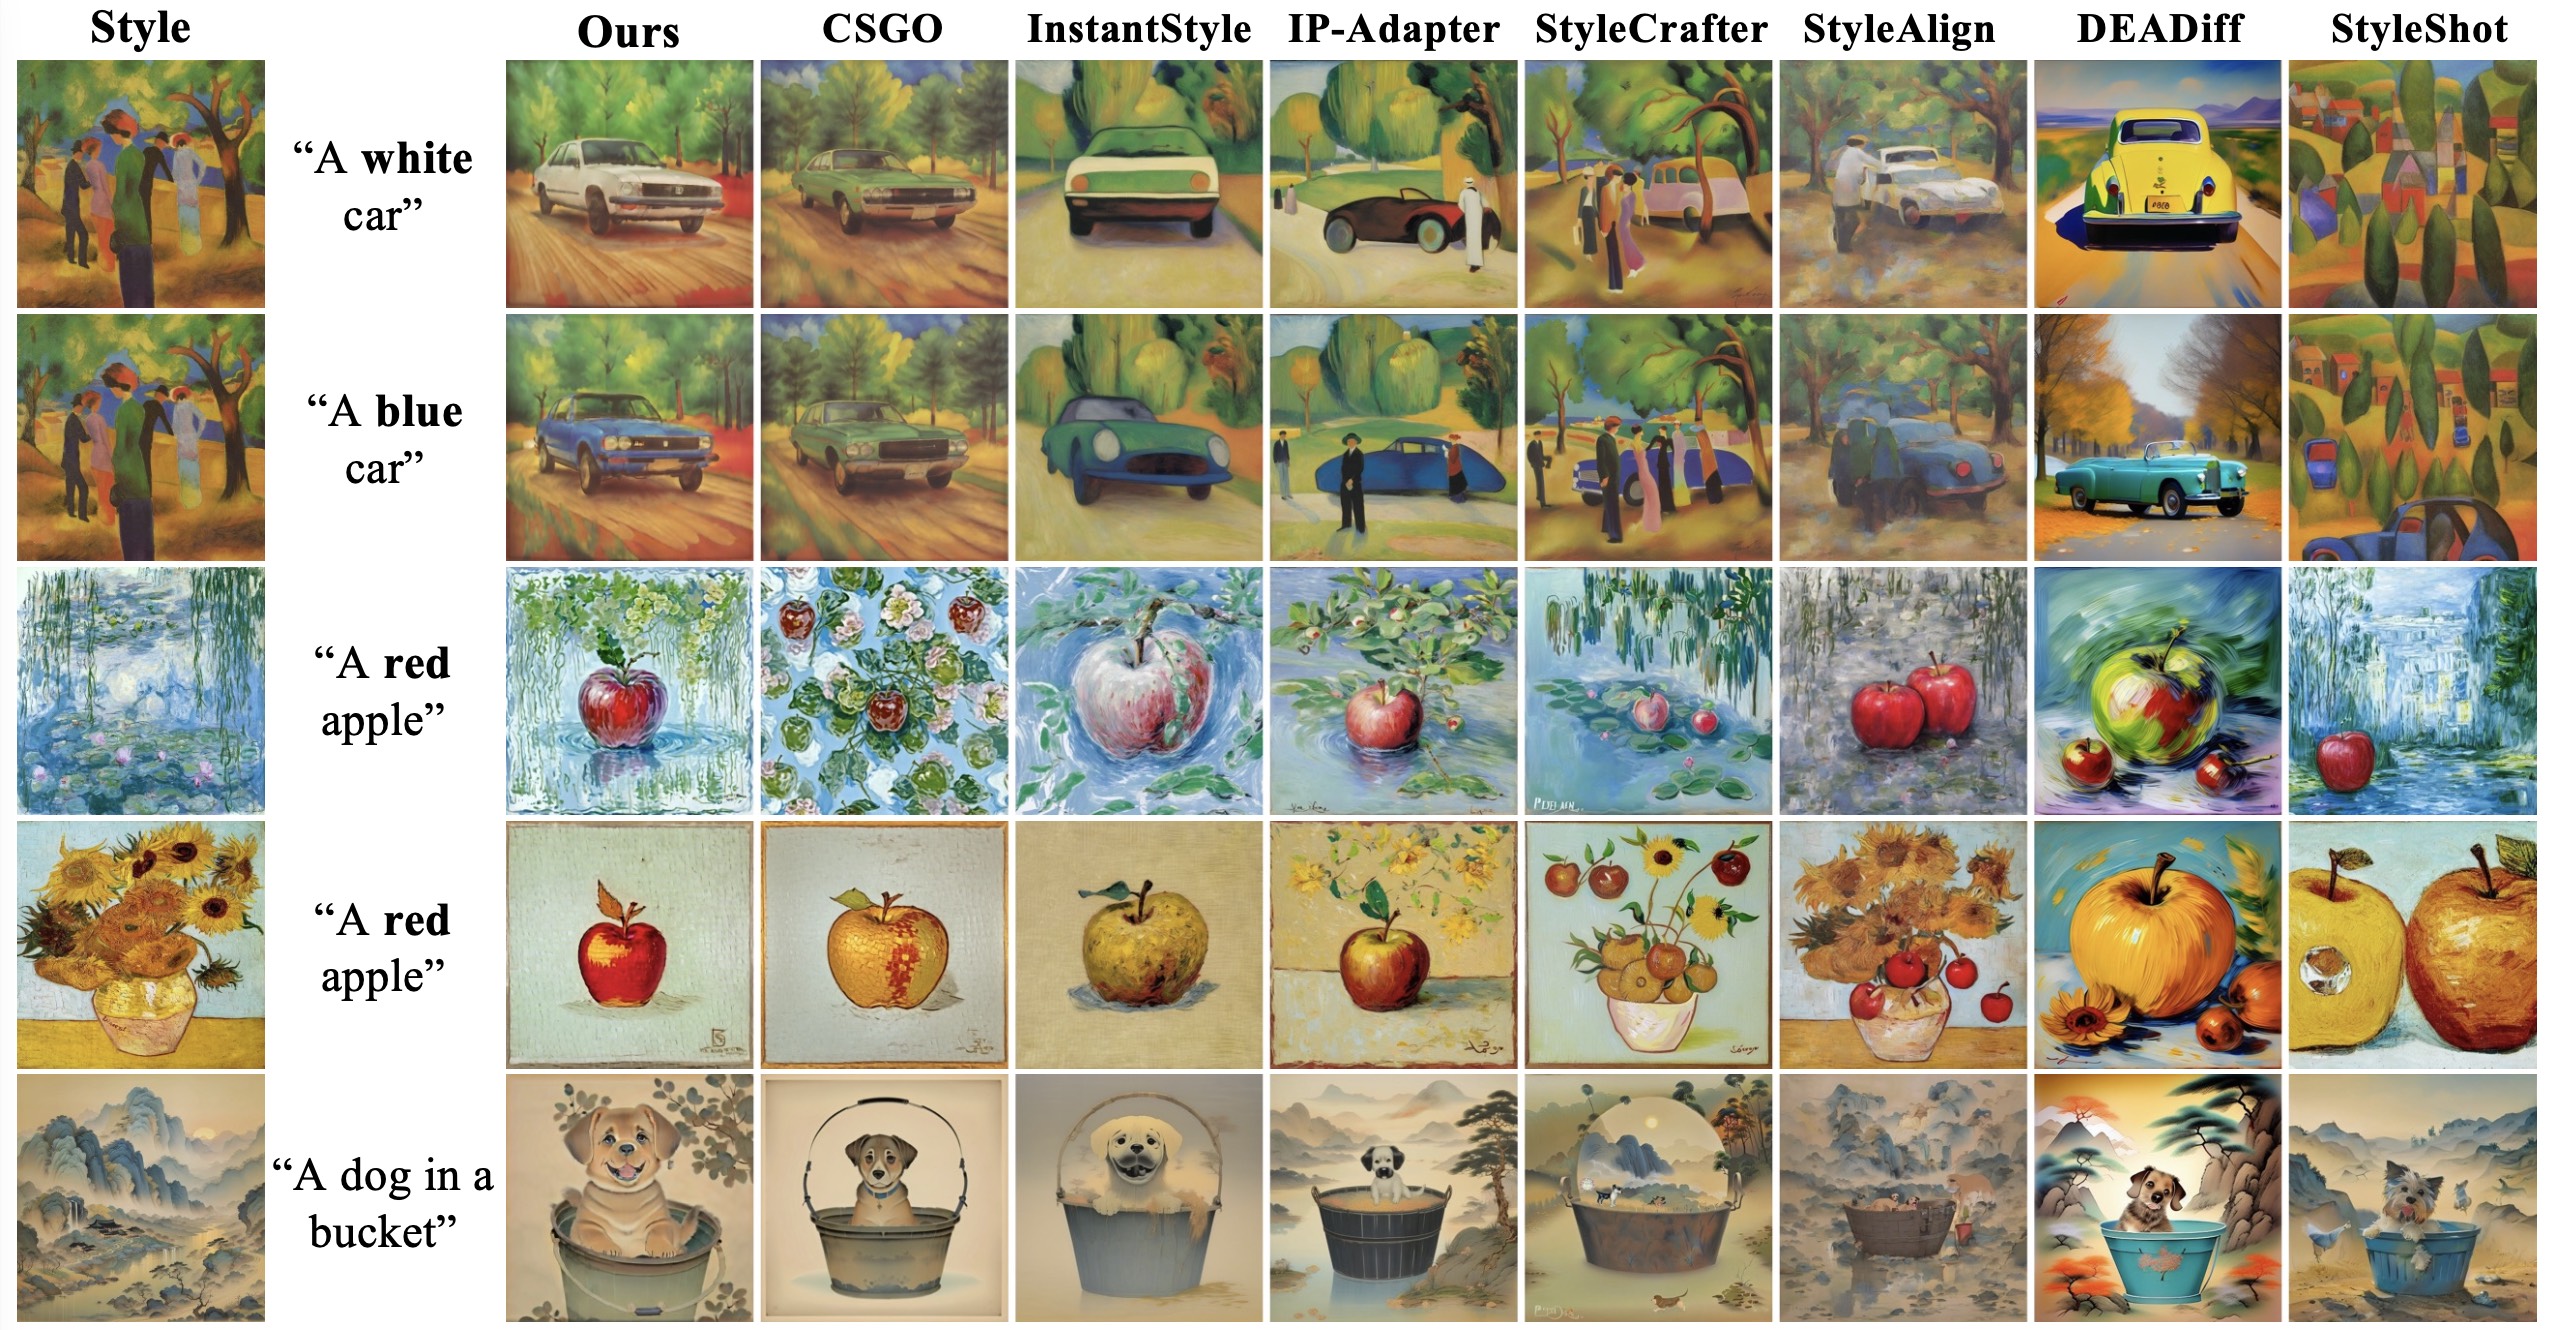 Style Ours CSGO InstantStyle IP-Adapter StyleCrafter StyleAlign DEADiff StyleShot
“A white
car”
“A blue
car”
“A red
apple”
“A red
apple”
“A dog in a
bucket”